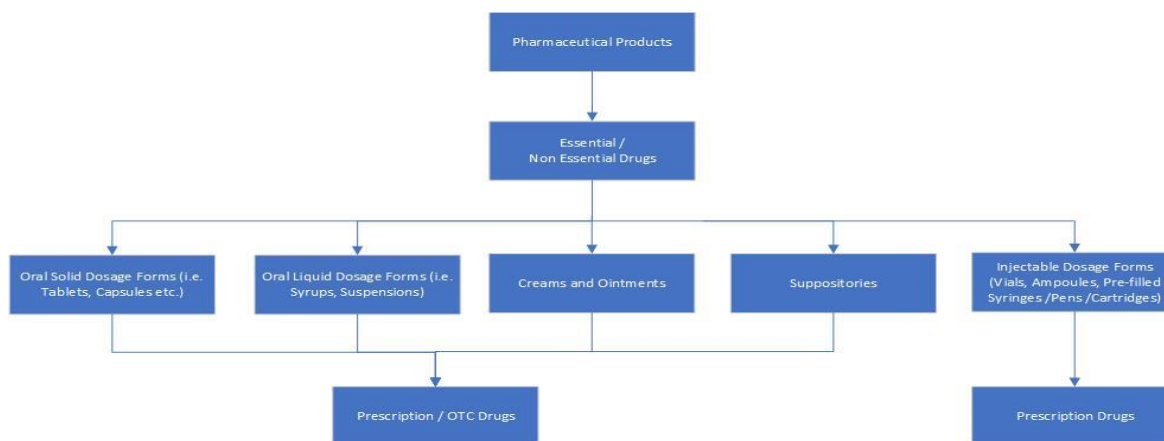 Pharmaceutical Products
Essential /
Non Essential Drugs
Oral Solid Dosage Forms (i.e.
Tablets, Capsules etc.)
Oral Liquid Dosage Forms (i.e.
Syrups, Suspensions)
Creams and Ointments
Suppositories
Injectable Dosage Forms
(Vials, Ampoules, Pre-filled
Syringes /Pens /Cartridges)
Prescription / OTC Drugs
Prescription Drugs